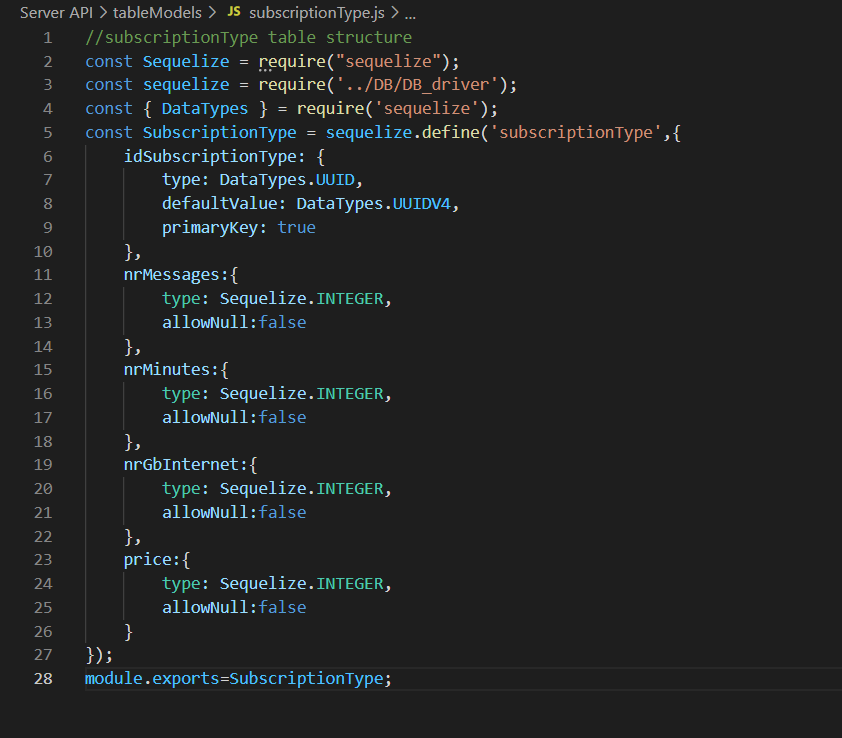 Server API > tableModels > JS subscriptionType.js > ...
1 //subscriptionType table structure
2 const Sequelize = require("sequelize");
3 const sequelize = require('../DB/DB_driver');
4 const { DataTypes } = require('sequelize');
5 const SubscriptionType = sequelize.define('subscriptionType',{
6     idSubscriptionType: {
7         type: DataTypes.UUID,
8         defaultValue: DataTypes.UUIDV4,
9         primaryKey: true
10     },
11     nrMessages:{
12         type: Sequelize.INTEGER,
13         allowNull:false
14     },
15     nrMinutes:{
16         type: Sequelize.INTEGER,
17         allowNull:false
18     },
19     nrGbInternet:{
20         type: Sequelize.INTEGER,
21         allowNull:false
22     },
23     price:{
24         type: Sequelize.INTEGER,
25         allowNull:false
26     }
27 });
28 module.exports=SubscriptionType;